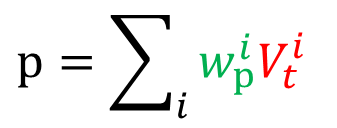 p = ∑ᵢ wₚⁱVₜⁱ